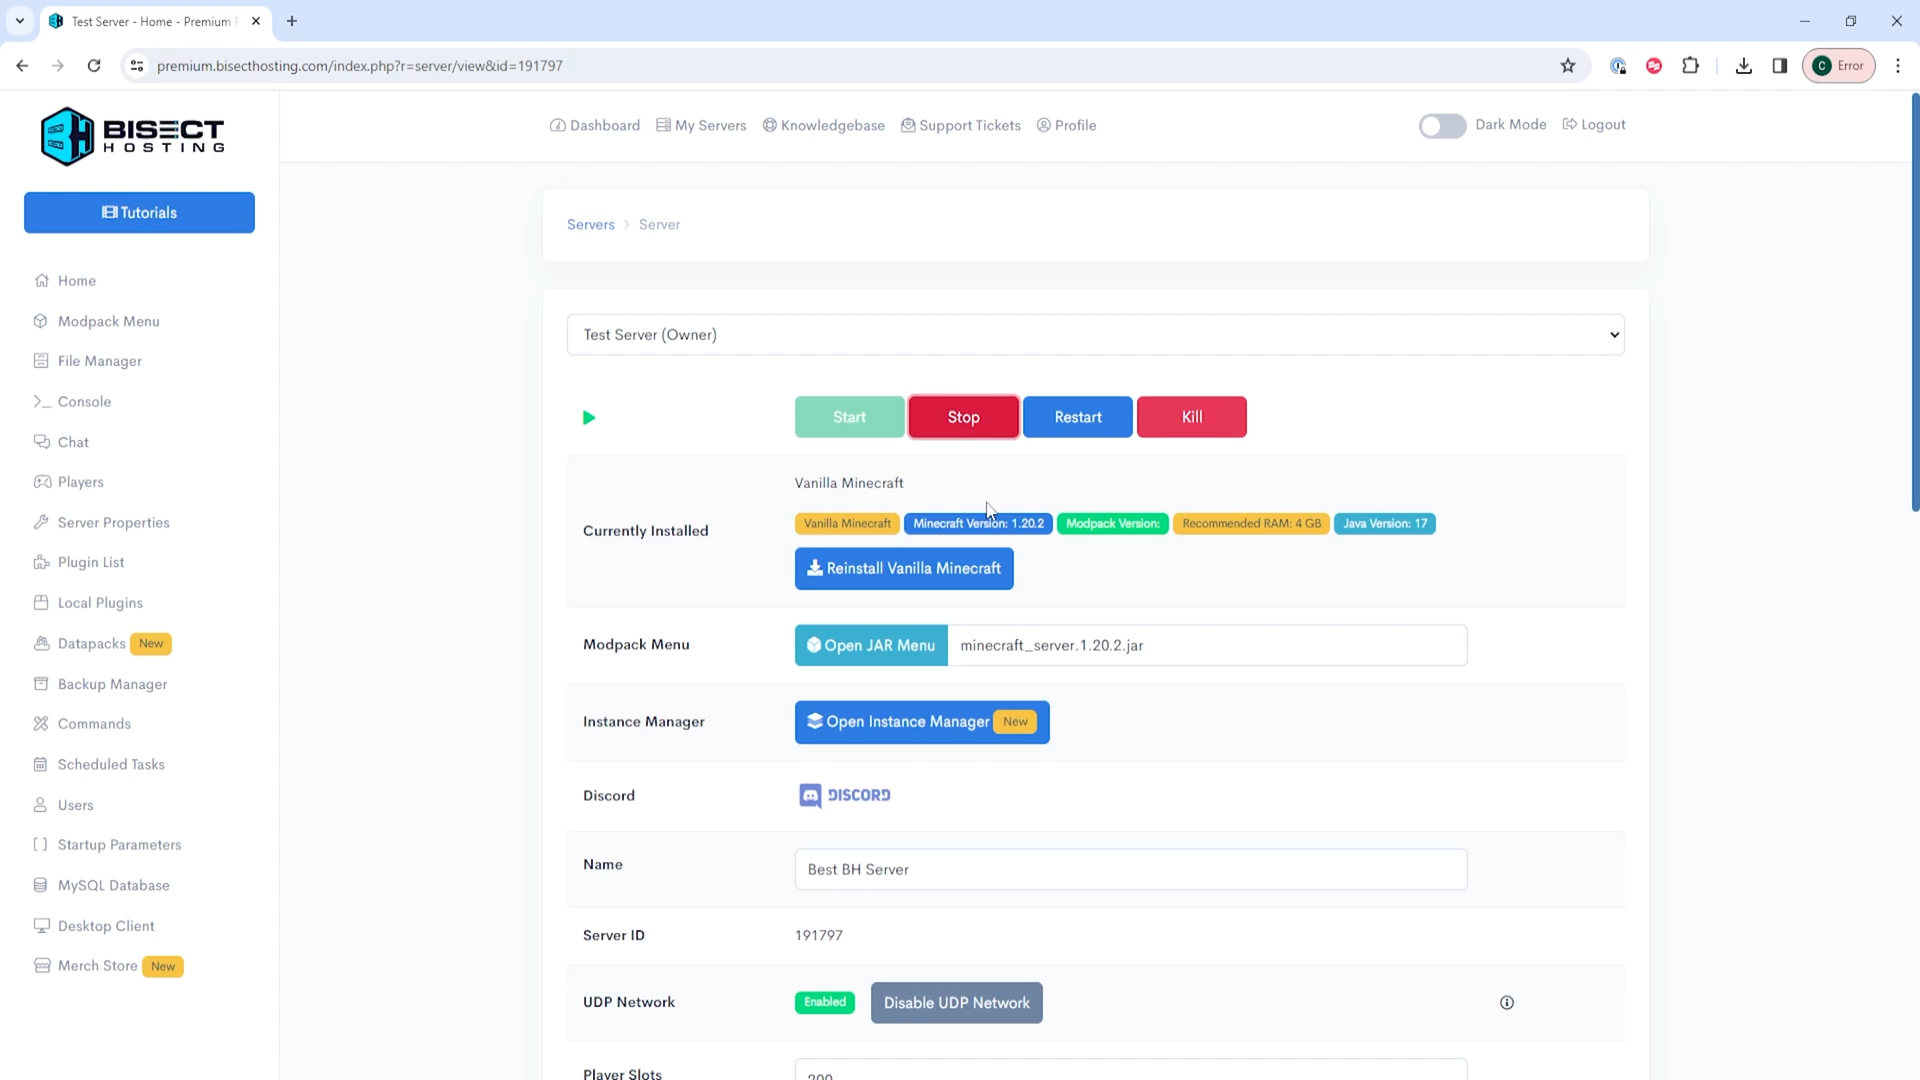 Test Server - Home - Premium
premium.bisecthosting.com/index.php?r=server/view&id=191797
C Error
BISECT
HOSTING
Dashboard My Servers Knowledgebase Support Tickets Profile
Dark Mode Logout
Tutorials
Home
Modpack Menu
File Manager
Console
Chat
Players
Server Properties
Plugin List
Local Plugins
Datapacks New
Backup Manager
Commands
Scheduled Tasks
Users
Startup Parameters
MySQL Database
Desktop Client
Merch Store New
Servers > Server
Test Server (Owner)
Start Stop Restart Kill
Currently Installed
Vanilla Minecraft
Vanilla Minecraft Minecraft Version: 1.20.2 Modpack Version: Recommended RAM: 4 GB Java Version: 17
Reinstall Vanilla Minecraft
Modpack Menu Open JAR Menu minecraft_server.1.20.2.jar
Instance Manager Open Instance Manager New
Discord DISCORD
Name Best BH Server
Server ID 191797
UDP Network Enabled Disable UDP Network
Player Slots 200